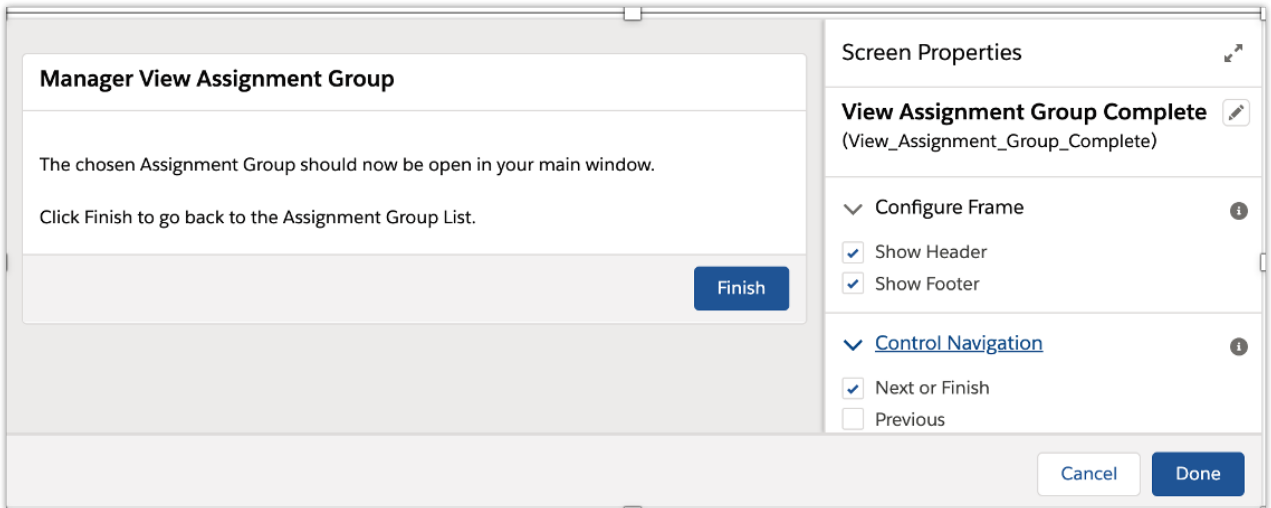 Manager View Assignment Group
The chosen Assignment Group should now be open in your main window.
Click Finish to go back to the Assignment Group List.
Finish
Screen Properties
View Assignment Group Complete
(View_Assignment_Group_Complete)
Configure Frame
Show Header
Show Footer
Control Navigation
Next or Finish
Previous
Cancel
Done